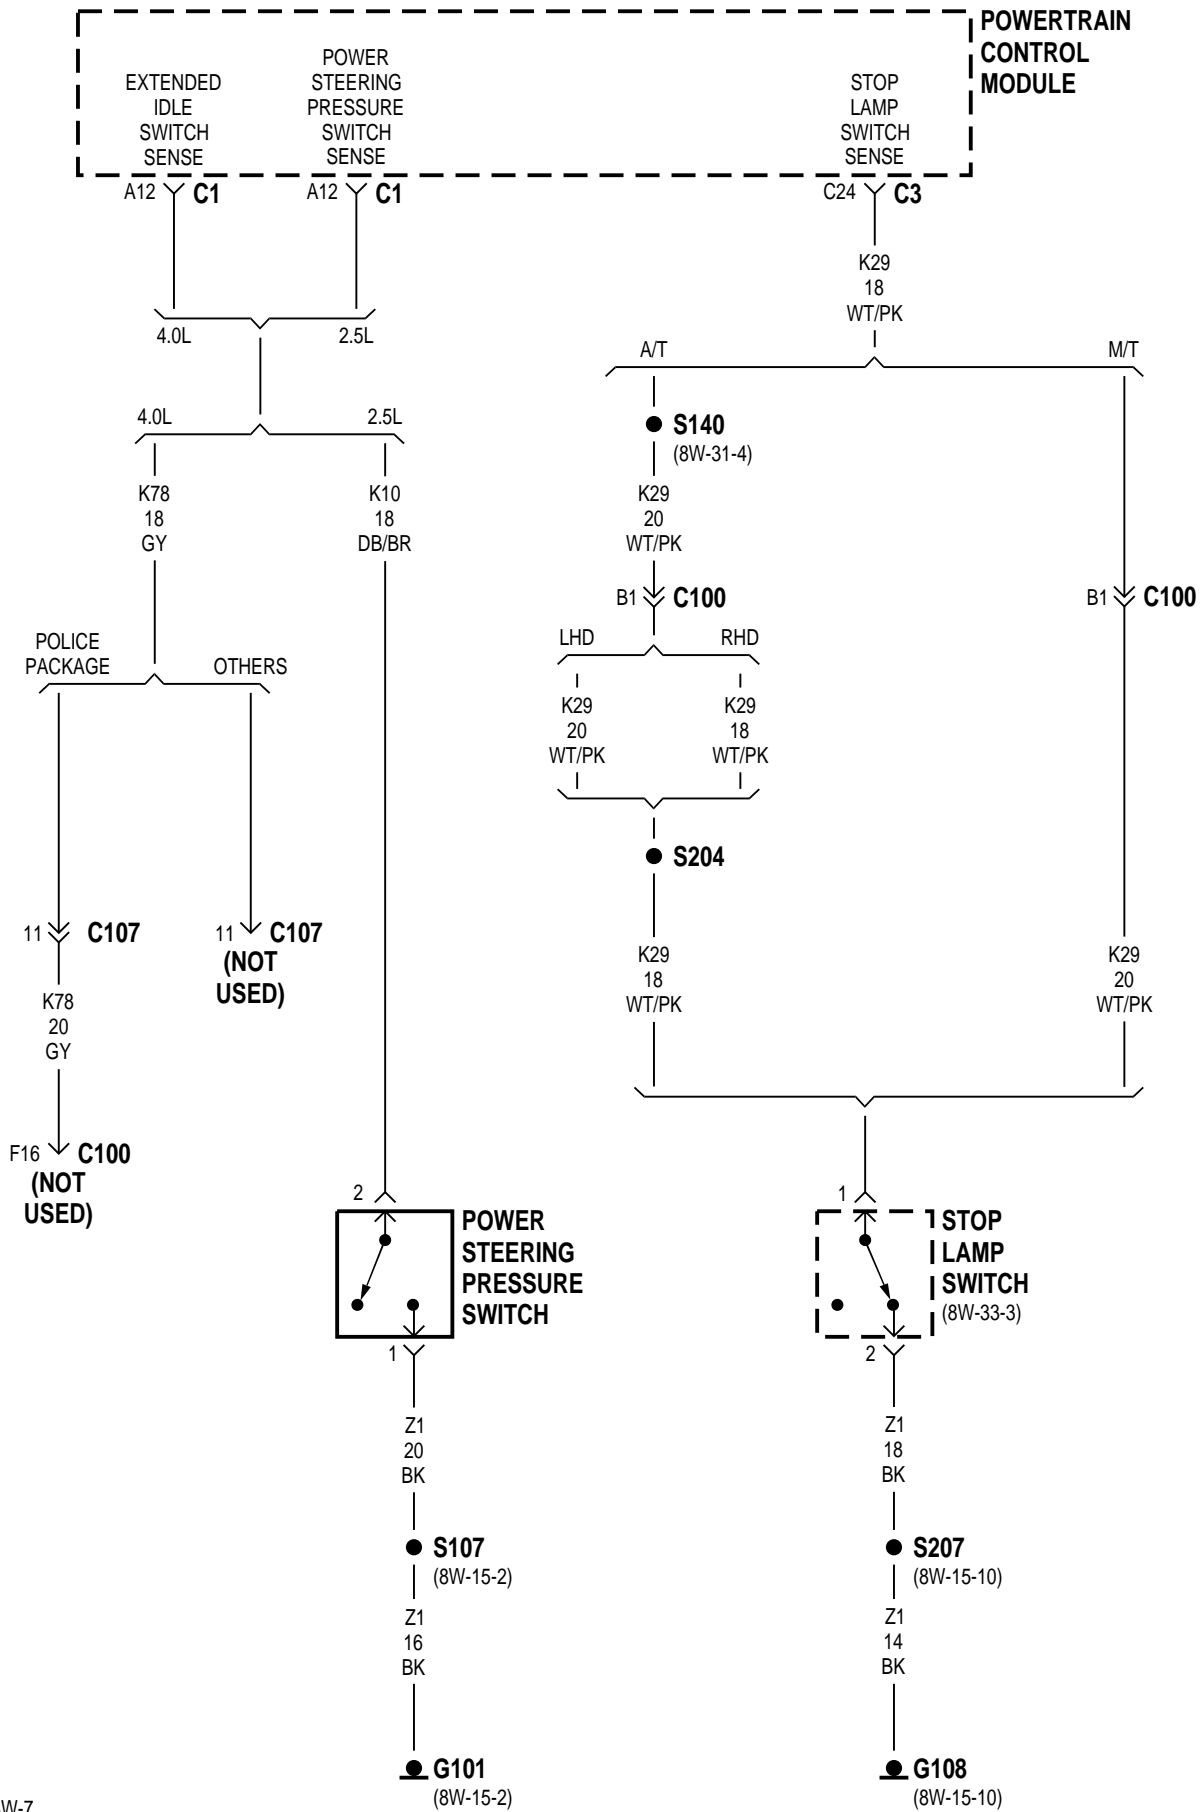 POWERTRAIN
CONTROL
MODULE
EXTENDED
IDLE
SWITCH
SENSE
POWER
STEERING
PRESSURE
SWITCH
SENSE
STOP
LAMP
SWITCH
SENSE
A12 C1
A12 C1
C24 C3
K29
18
WT/PK
4.0L
2.5L
A/T
M/T
4.0L
2.5L
S140
(8W-31-4)
K78
18
GY
K10
18
DB/BR
K29
20
WT/PK
B1 C100
B1 C100
POLICE
PACKAGE
OTHERS
LHD
RHD
K29
20
WT/PK
K29
18
WT/PK
S204
11 C107
11 C107
(NOT
USED)
K78
20
GY
K29
18
WT/PK
K29
20
WT/PK
F16 C100
(NOT
USED)
2
POWER
STEERING
PRESSURE
SWITCH
1
1
STOP
LAMP
SWITCH
(8W-33-3)
2
Z1
20
BK
Z1
18
BK
S107
(8W-15-2)
S207
(8W-15-10)
Z1
16
BK
Z1
14
BK
G101
(8W-15-2)
G108
(8W-15-10)
W-7